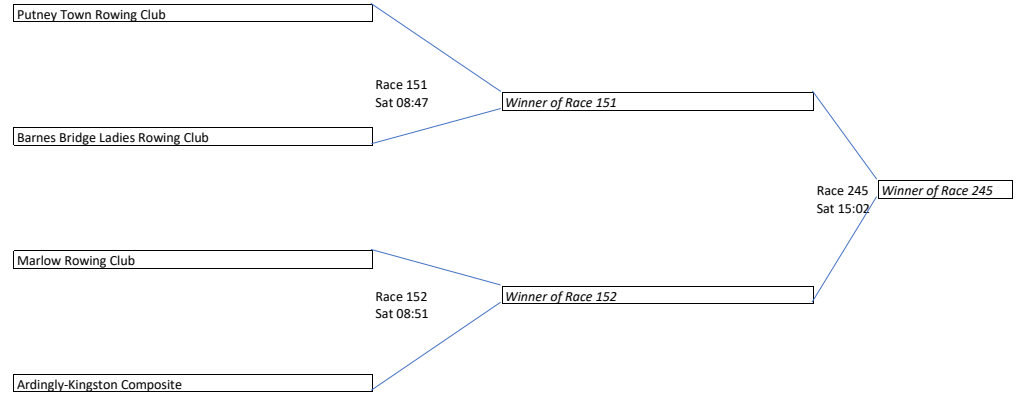 Putney Town Rowing Club
Race 151
Sat 08:47
Winner of Race 151
Barnes Bridge Ladies Rowing Club
Race 245
Sat 15:02
Winner of Race 245
Marlow Rowing Club
Race 152
Sat 08:51
Winner of Race 152
Ardingly-Kingston Composite